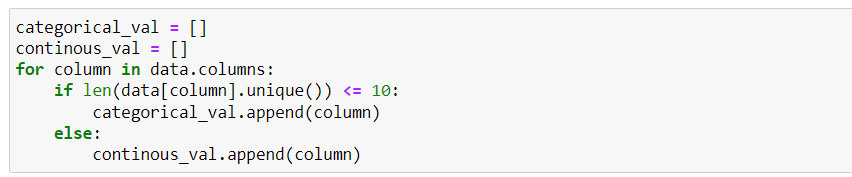 categorical_val = []
continous_val = []
for column in data.columns:
    if len(data[column].unique()) <= 10:
        categorical_val.append(column)
    else:
        continous_val.append(column)